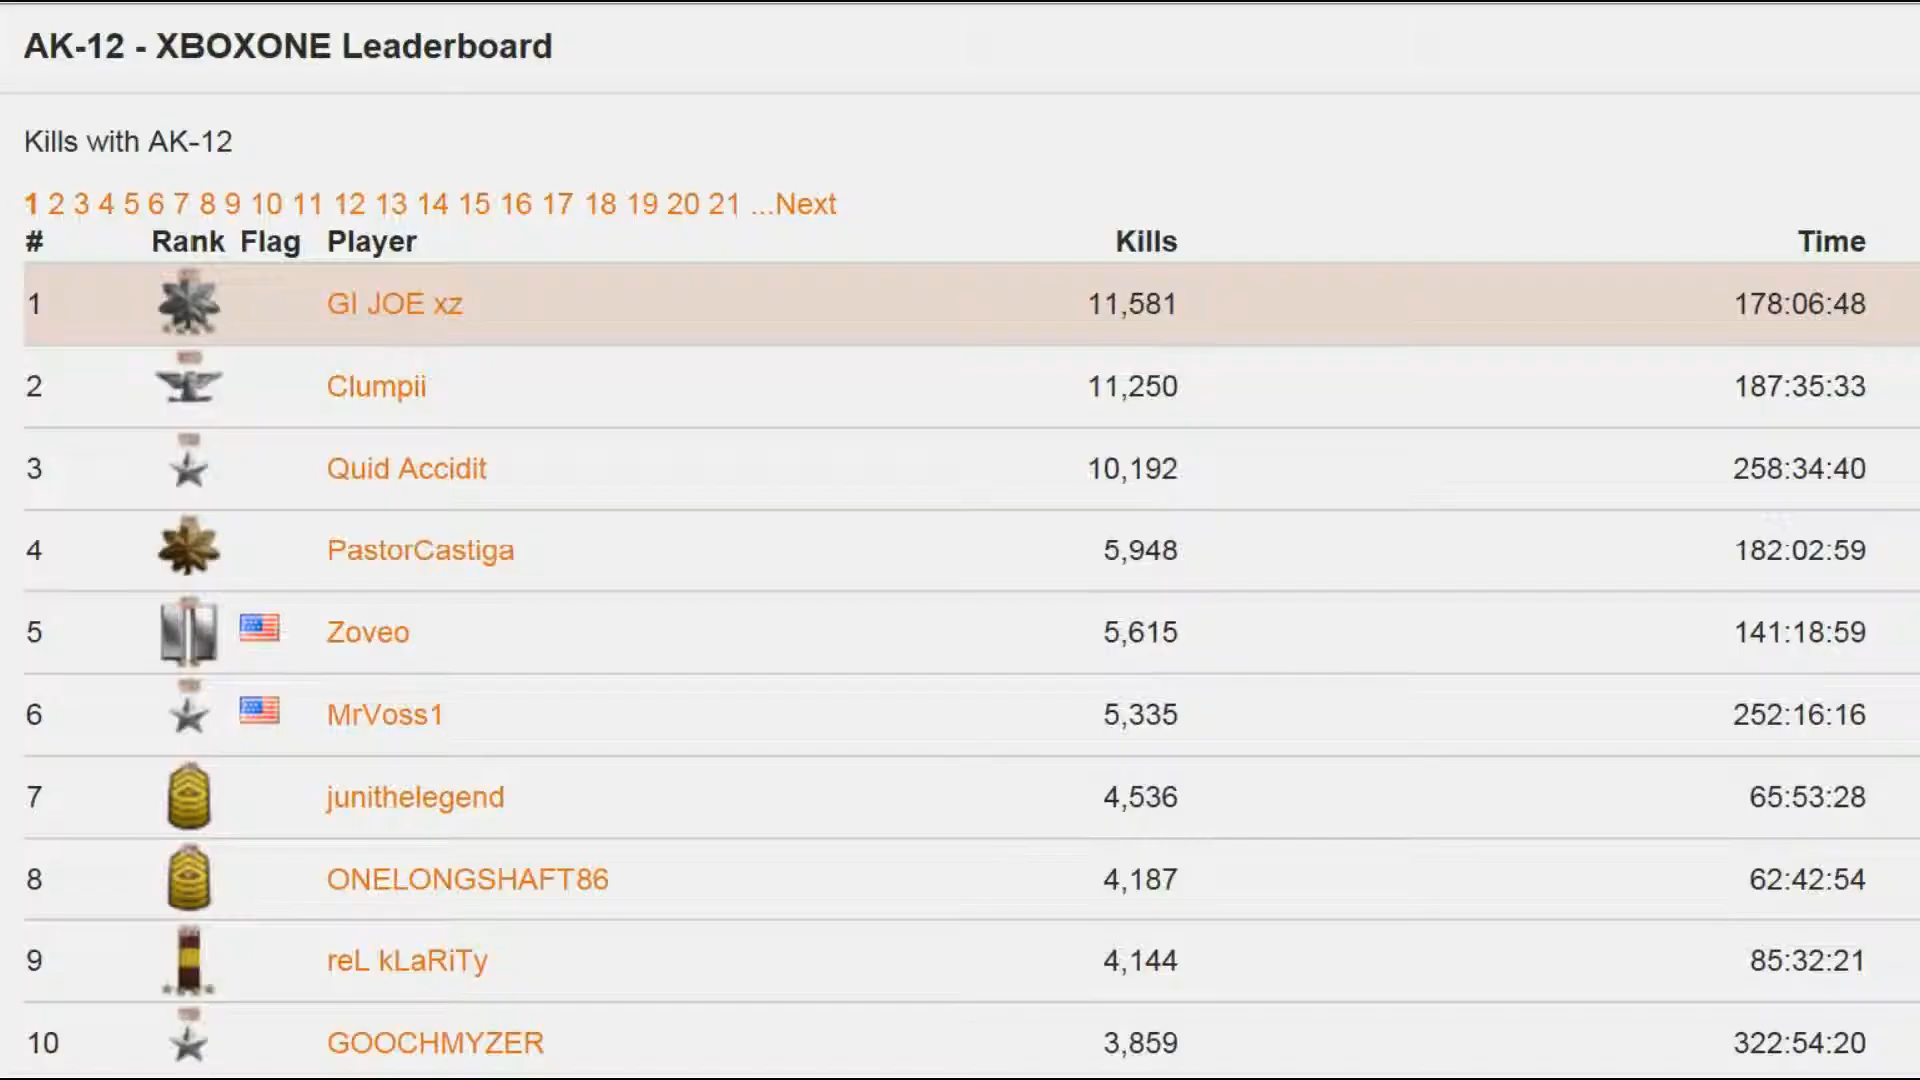 AK-12 - XBOXONE Leaderboard
Kills with AK-12
1 2 3 4 5 6 7 8 9 10 11 12 13 14 15 16 17 18 19 20 21 ...Next
# Rank Flag Player Kills Time
1 GI JOE xz 11,581 178:06:48
2 Clumpii 11,250 187:35:33
3 Quid Accidit 10,192 258:34:40
4 PastorCastiga 5,948 182:02:59
5 Zoveo 5,615 141:18:59
6 MrVoss1 5,335 252:16:16
7 junithelegend 4,536 65:53:28
8 ONELONGSHAFT86 4,187 62:42:54
9 reL kLaRiTy 4,144 85:32:21
10 GOOCHMYZER 3,859 322:54:20